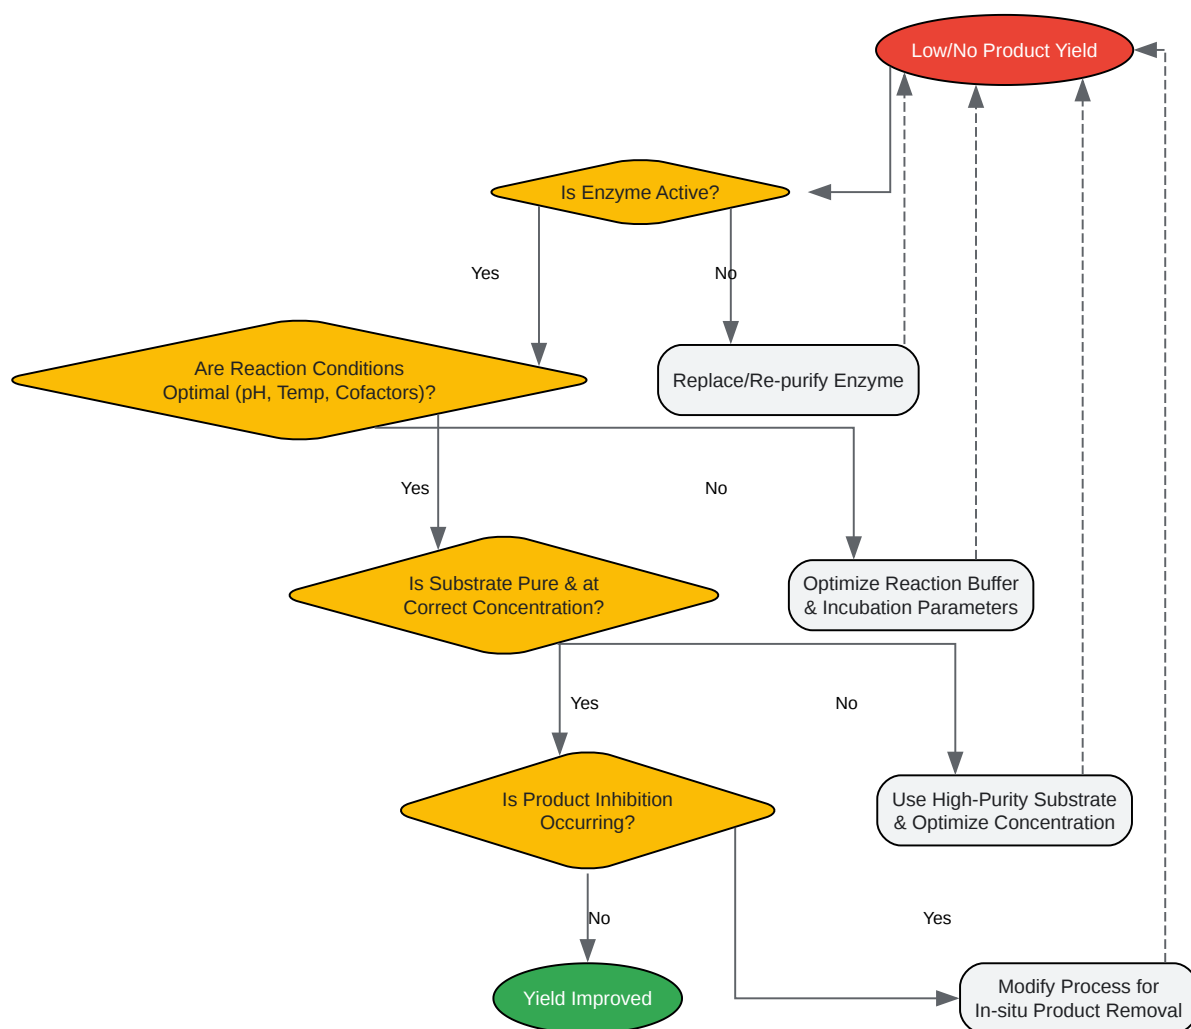 Low/No Product Yield
Is Enzyme Active?
Yes
No
Are Reaction Conditions
Optimal (pH, Temp, Cofactors)?
Replace/Re-purify Enzyme
Yes
No
Is Substrate Pure & at
Correct Concentration?
Optimize Reaction Buffer
& Incubation Parameters
Yes
No
Is Product Inhibition
Occurring?
Use High-Purity Substrate
& Optimize Concentration
No
Yes
Yield Improved
Modify Process for
In-situ Product Removal